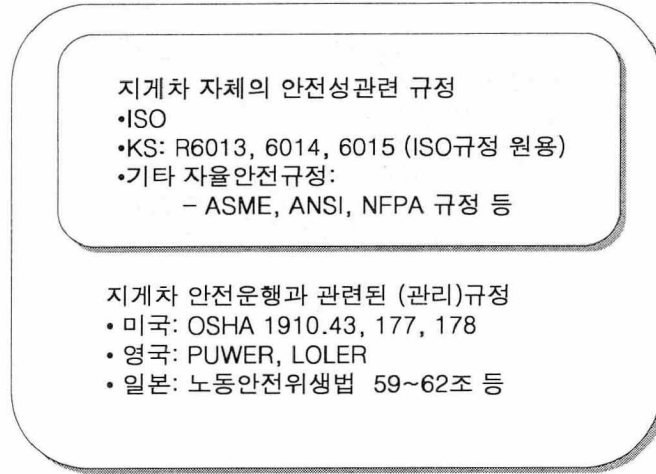 지게차 자체의 안전성관련 규정
•ISO
•KS: R6013, 6014, 6015 (ISO규정 원용)
•기타 자율안전규정:
– ASME, ANSI, NFPA 규정 등
지게차 안전운행과 관련된 (관리)규정
• 미국: OSHA 1910.43, 177, 178
• 영국: PUWER, LOLER
• 일본: 노동안전위생법 59~62조 등